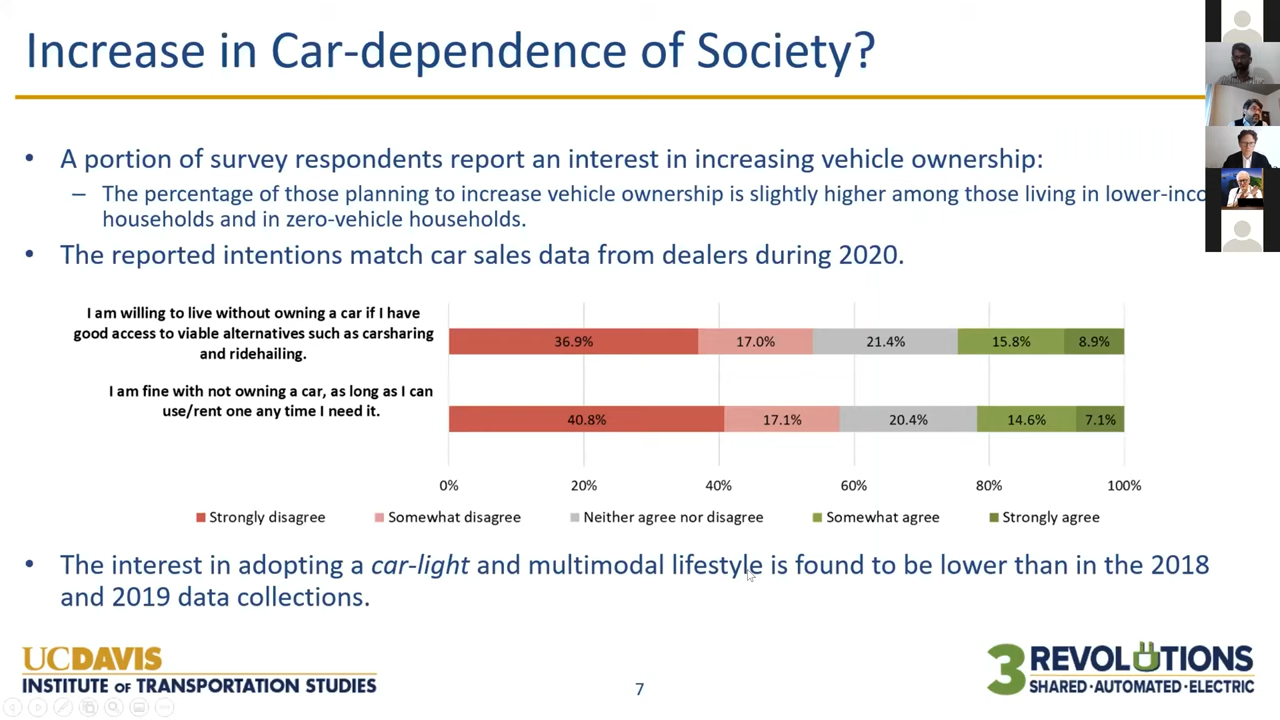 Increase in Car-dependence of Society?
• A portion of survey respondents report an interest in increasing vehicle ownership:
– The percentage of those planning to increase vehicle ownership is slightly higher among those living in lower-inco
households and in zero-vehicle households.
• The reported intentions match car sales data from dealers during 2020.
I am willing to live without owning a car if I have
good access to viable alternatives such as carsharing
and ridehailing.
36.9% 17.0% 21.4% 15.8% 8.9%
I am fine with not owning a car, as long as I can
use/rent one any time I need it.
40.8% 17.1% 20.4% 14.6% 7.1%
0% 20% 40% 60% 80% 100%
Strongly disagree Somewhat disagree Neither agree nor disagree Somewhat agree Strongly agree
• The interest in adopting a car-light and multimodal lifestyle is found to be lower than in the 2018
and 2019 data collections.
UCDAVIS
INSTITUTE OF TRANSPORTATION STUDIES
7
3 REVOLUTIONS
SHARED·AUTOMATED·ELECTRIC